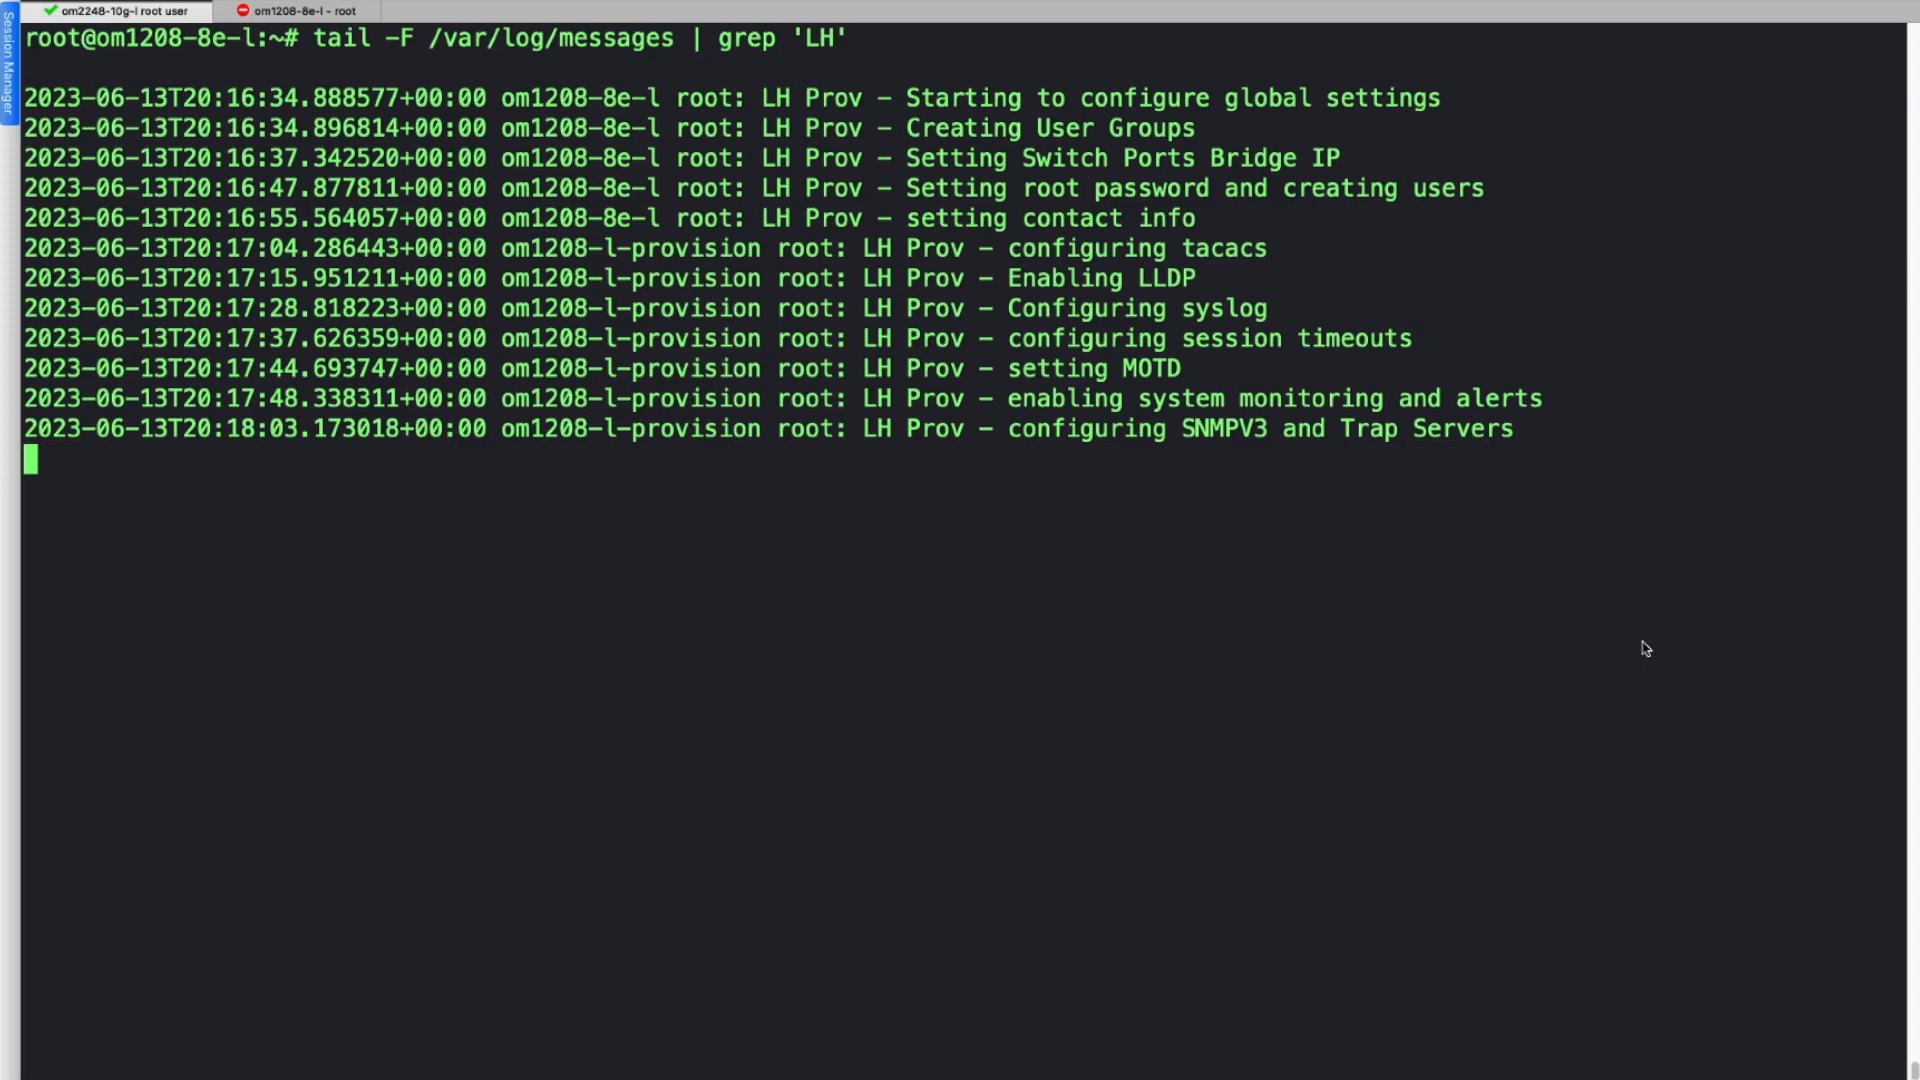 om2248-10g-l root user
om1208-8e-l - root
Session Manager
root@om1208-8e-l:~# tail -F /var/log/messages | grep 'LH'
2023-06-13T20:16:34.888577+00:00 om1208-8e-l root: LH Prov - Starting to configure global settings
2023-06-13T20:16:34.896814+00:00 om1208-8e-l root: LH Prov - Creating User Groups
2023-06-13T20:16:37.342520+00:00 om1208-8e-l root: LH Prov - Setting Switch Ports Bridge IP
2023-06-13T20:16:47.877811+00:00 om1208-8e-l root: LH Prov - Setting root password and creating users
2023-06-13T20:16:55.564057+00:00 om1208-8e-l root: LH Prov - setting contact info
2023-06-13T20:17:04.286443+00:00 om1208-l-provision root: LH Prov - configuring tacacs
2023-06-13T20:17:15.951211+00:00 om1208-l-provision root: LH Prov - Enabling LLDP
2023-06-13T20:17:28.818223+00:00 om1208-l-provision root: LH Prov - Configuring syslog
2023-06-13T20:17:37.626359+00:00 om1208-l-provision root: LH Prov - configuring session timeouts
2023-06-13T20:17:44.693747+00:00 om1208-l-provision root: LH Prov - setting MOTD
2023-06-13T20:17:48.338311+00:00 om1208-l-provision root: LH Prov - enabling system monitoring and alerts
2023-06-13T20:18:03.173018+00:00 om1208-l-provision root: LH Prov - configuring SNMPV3 and Trap Servers